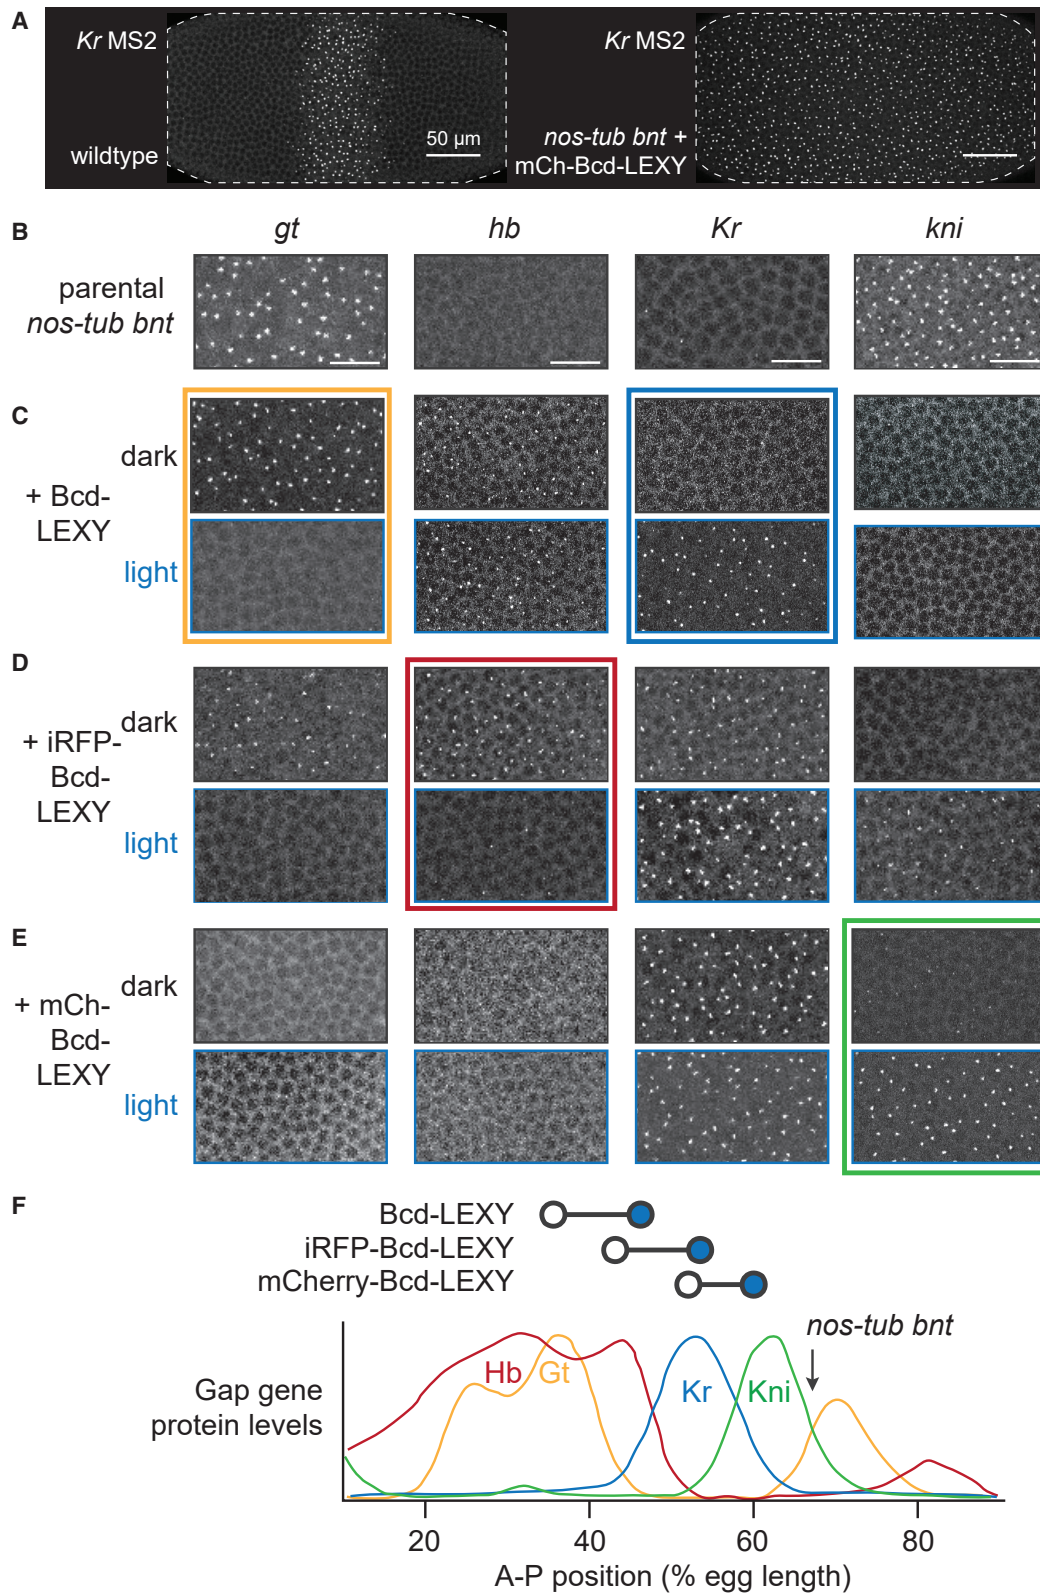 A
Kr MS2
wildtype
50 µm
Kr MS2
nos-tub bnt +
mCh-Bcd-LEXY
B
gt hb Kr kni
parental
nos-tub bnt
C
dark
+ Bcd-
LEXY
light
D
dark
+ iRFP-
Bcd-
LEXY
light
E
dark
+ mCh-
Bcd-
LEXY
light
F
Bcd-LEXY
iRFP-Bcd-LEXY
mCherry-Bcd-LEXY
nos-tub bnt
Hb Gt Kr Kni
Gap gene
protein levels
20 40 60 80
A-P position (% egg length)